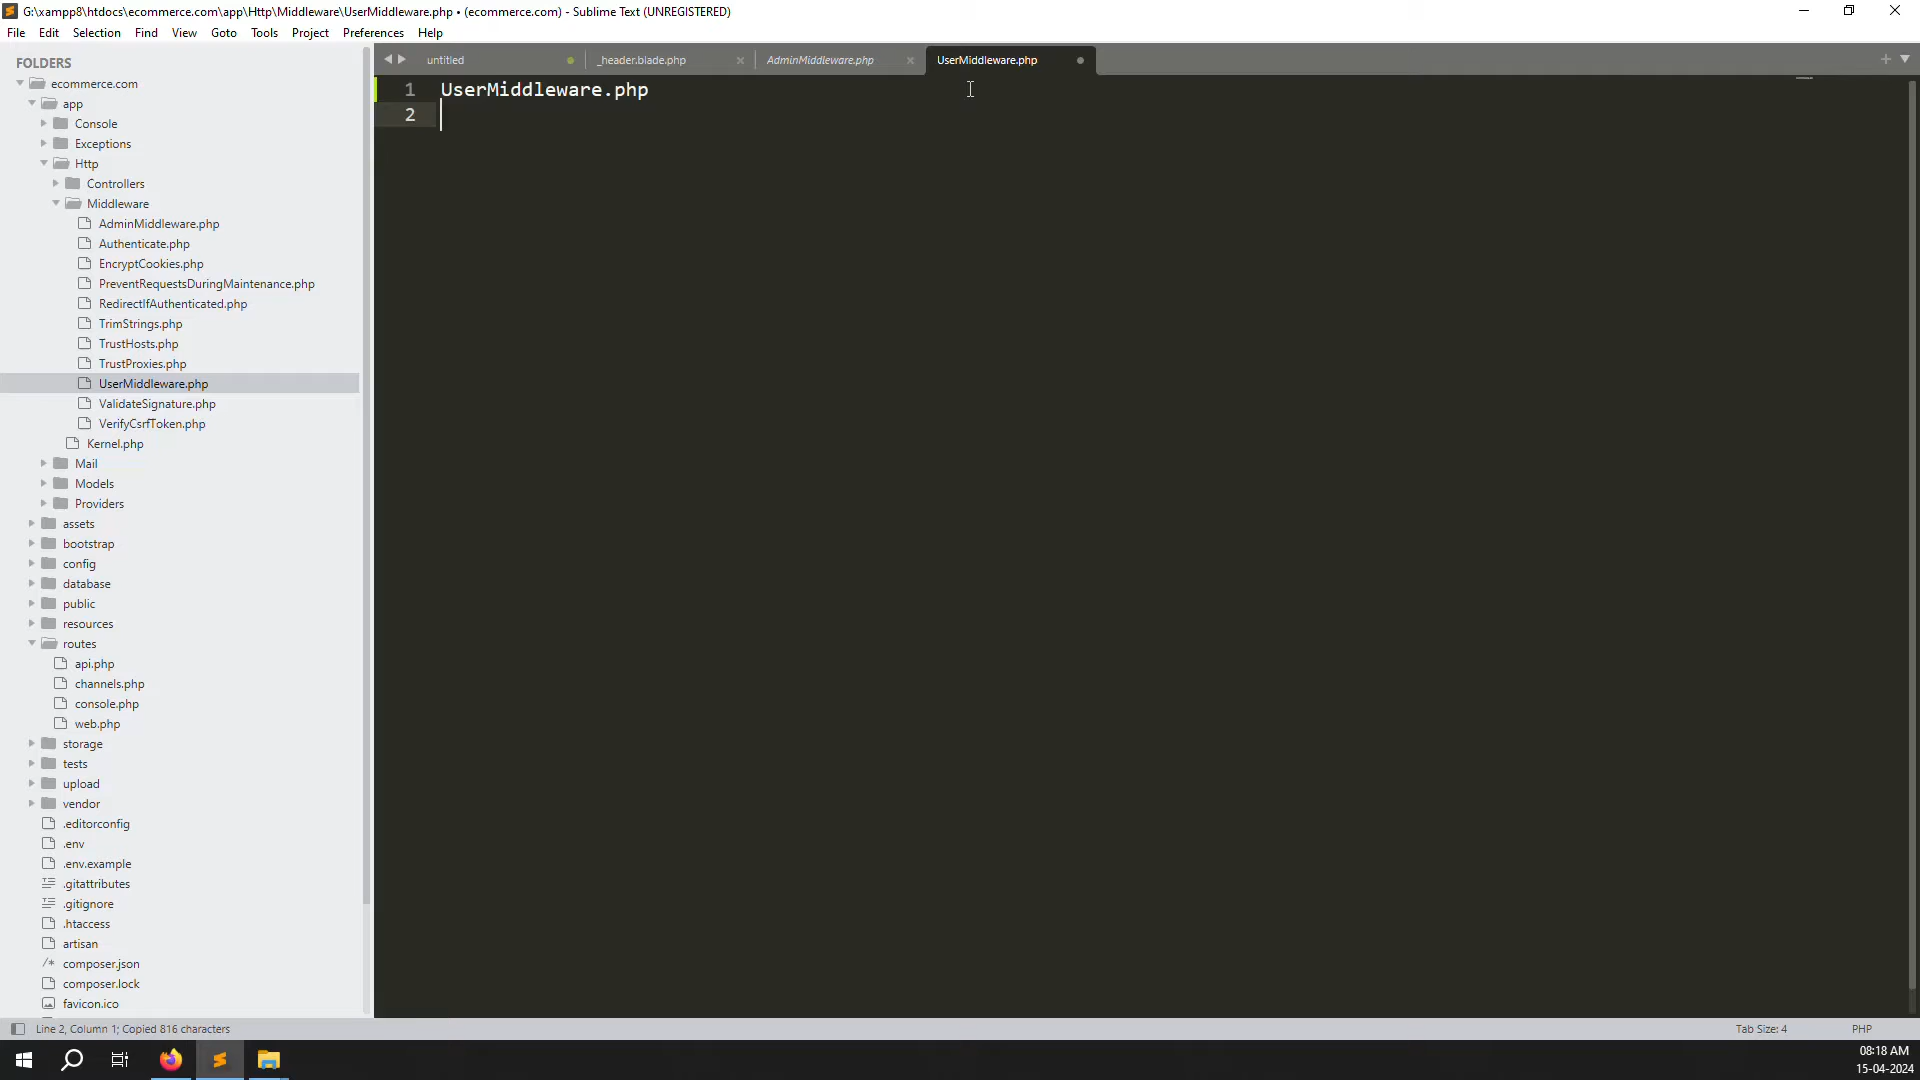 G:\xampp8\htdocs\ecommerce.com\app\Http\Middleware\UserMiddleware.php • (ecommerce.com) - Sublime Text (UNREGISTERED)
File Edit Selection Find View Goto Tools Project Preferences Help
FOLDERS
ecommerce.com
app
Console
Exceptions
Http
Controllers
Middleware
AdminMiddleware.php
Authenticate.php
EncryptCookies.php
PreventRequestsDuringMaintenance.php
RedirectIfAuthenticated.php
TrimStrings.php
TrustHosts.php
TrustProxies.php
UserMiddleware.php
ValidateSignature.php
VerifyCsrfToken.php
Kernel.php
Mail
Models
Providers
assets
bootstrap
config
database
public
resources
routes
api.php
channels.php
console.php
web.php
storage
tests
upload
vendor
.editorconfig
.env
.env.example
.gitattributes
.gitignore
.htaccess
artisan
composer.json
composer.lock
favicon.ico
untitled _header.blade.php AdminMiddleware.php UserMiddleware.php
1 UserMiddleware.php
2
Line 2, Column 1; Copied 816 characters Tab Size: 4 PHP
08:18 AM
15-04-2024